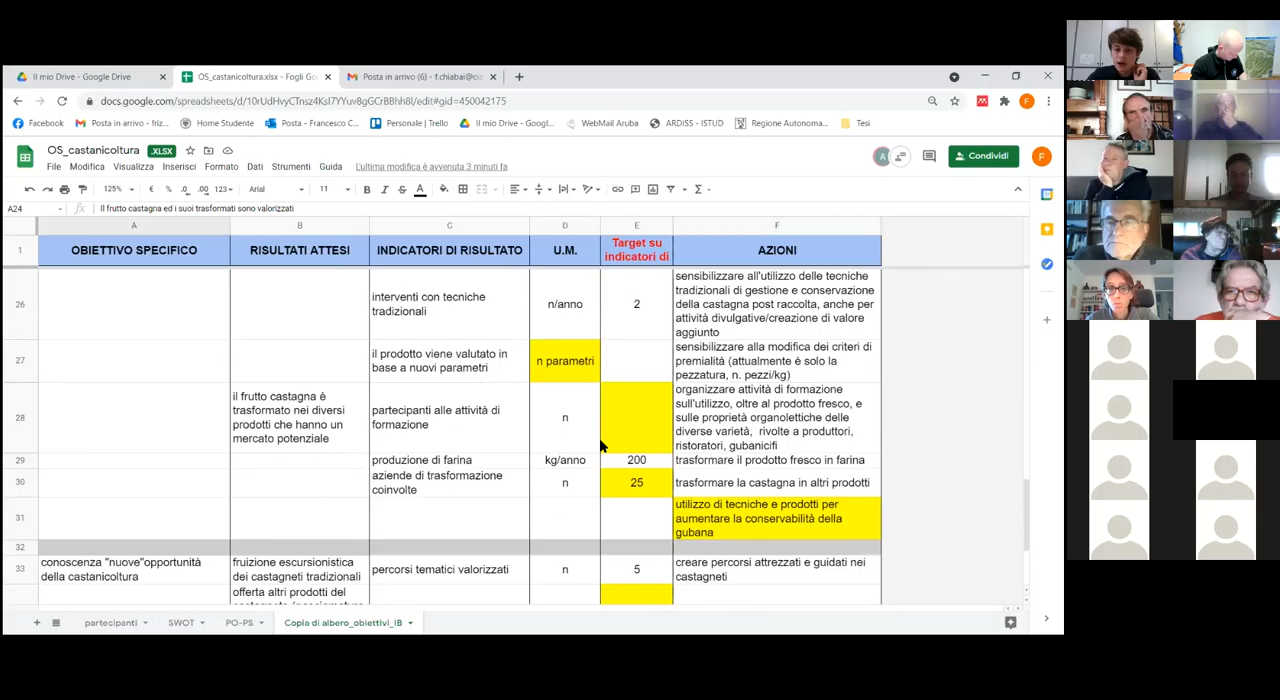 Il mio Drive - Google Drive
OS_castanicoltura.xlsx - Fogli Go
Posta in arrivo (6) - f.chiabai@cia
docs.google.com/spreadsheets/d/10rUdHvyCTnsz4KsI7YYuv8gGCrBBhh8l/edit#gid=450042175
Facebook
Posta in arrivo - friz...
Home Studente
Posta - Francesco C...
Personale | Trello
Il mio Drive - Googl...
WebMail Aruba
ARDISS - ISTUD
Regione Autonoma...
Tesi
OS_castanicoltura
.XLSX
File Modifica Visualizza Inserisci Formato Dati Strumenti Guida
L'ultima modifica è avvenuta 3 minuti fa
Condividi
125%
€ % .0 .00 123
Arial
11
A24
fx Il frutto castagna ed i suoi trasformati sono valorizzati
A B C D E F
1
OBIETTIVO SPECIFICO
RISULTATI ATTESI
INDICATORI DI RISULTATO
U.M.
Target su
indicatori di
AZIONI
26
interventi con tecniche
tradizionali
n/anno
2
sensibilizzare all'utilizzo delle tecniche
tradizionali di gestione e conservazione
della castagna post raccolta, anche per
attività divulgative/creazione di valore
aggiunto
27
il prodotto viene valutato in
base a nuovi parametri
n parametri
sensibilizzare alla modifica dei criteri di
premialità (attualmente è solo la
pezzatura, n. pezzi/kg)
28
il frutto castagna è
trasformato nei diversi
prodotti che hanno un
mercato potenziale
partecipanti alle attività di
formazione
n
organizzare attività di formazione
sull'utilizzo, oltre al prodotto fresco, e
sulle proprietà organolettiche delle
diverse varietà, rivolte a produttori,
ristoratori, gubanicifi
29
produzione di farina
kg/anno
200
trasformare il prodotto fresco in farina
30
aziende di trasformazione
coinvolte
n
25
trasformare la castagna in altri prodotti
31
utilizzo di tecniche e prodotti per
aumentare la conservabilità della
gubana
32
33
conoscenza "nuove"opportunità
della castanicoltura
fruizione escursionistica
dei castagneti tradizionali
percorsi tematici valorizzati
n
5
creare percorsi attrezzati e guidati nei
castagneti
offerta altri prodotti del
partecipanti
SWOT
PO-PS
Copia di albero_obiettivi_IB